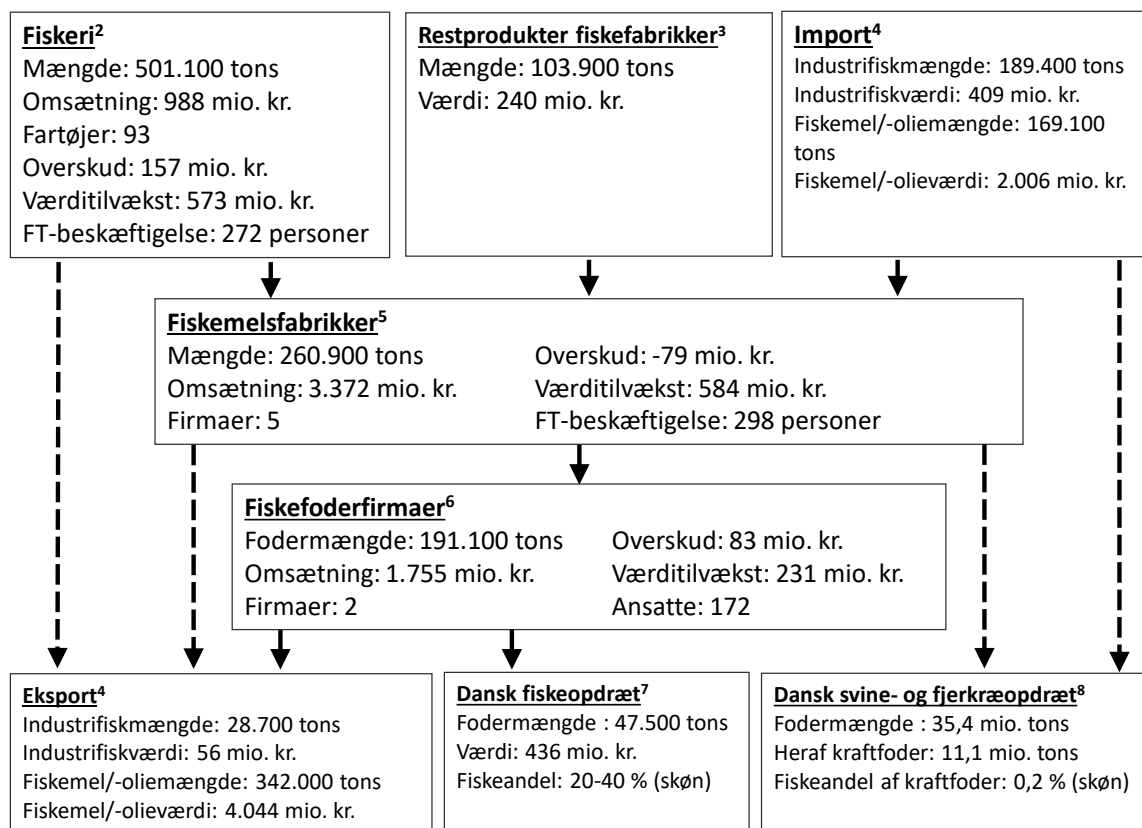 Fiskeri²
Mængde: 501.100 tons
Omsætning: 988 mio. kr.
Fartøjer: 93
Overskud: 157 mio. kr.
Værditilvækst: 573 mio. kr.
FT-beskæftigelse: 272 personer
Restprodukter fiskefabrikker³
Mængde: 103.900 tons
Værdi: 240 mio. kr.
Import⁴
Industrifiskmængde: 189.400 tons
Industrifiskværdi: 409 mio. kr.
Fiskemel/-oliemængde: 169.100
tons
Fiskemel/-olieværdi: 2.006 mio. kr.
Fiskemelsfabrikker⁵
Mængde: 260.900 tons
Omsætning: 3.372 mio. kr.
Firmaer: 5
Overskud: -79 mio. kr.
Værditilvækst: 584 mio. kr.
FT-beskæftigelse: 298 personer
Fiskefoderfirmaer⁶
Fodermængde: 191.100 tons
Omsætning: 1.755 mio. kr.
Firmaer: 2
Overskud: 83 mio. kr.
Værditilvækst: 231 mio. kr.
Ansatte: 172
Eksport⁴
Industrifiskmængde: 28.700 tons
Industrifiskværdi: 56 mio. kr.
Fiskemel/-oliemængde: 342.000 tons
Fiskemel/-olieværdi: 4.044 mio. kr.
Dansk fiskeopdræt⁷
Fodermængde : 47.500 tons
Værdi: 436 mio. kr.
Fiskeandel: 20-40 % (skøn)
Dansk svine- og fjerkræopdræt⁸
Fodermængde : 35,4 mio. tons
Heraf kraftfoder: 11,1 mio. tons
Fiskeandel af kraftfoder: 0,2 % (skøn)